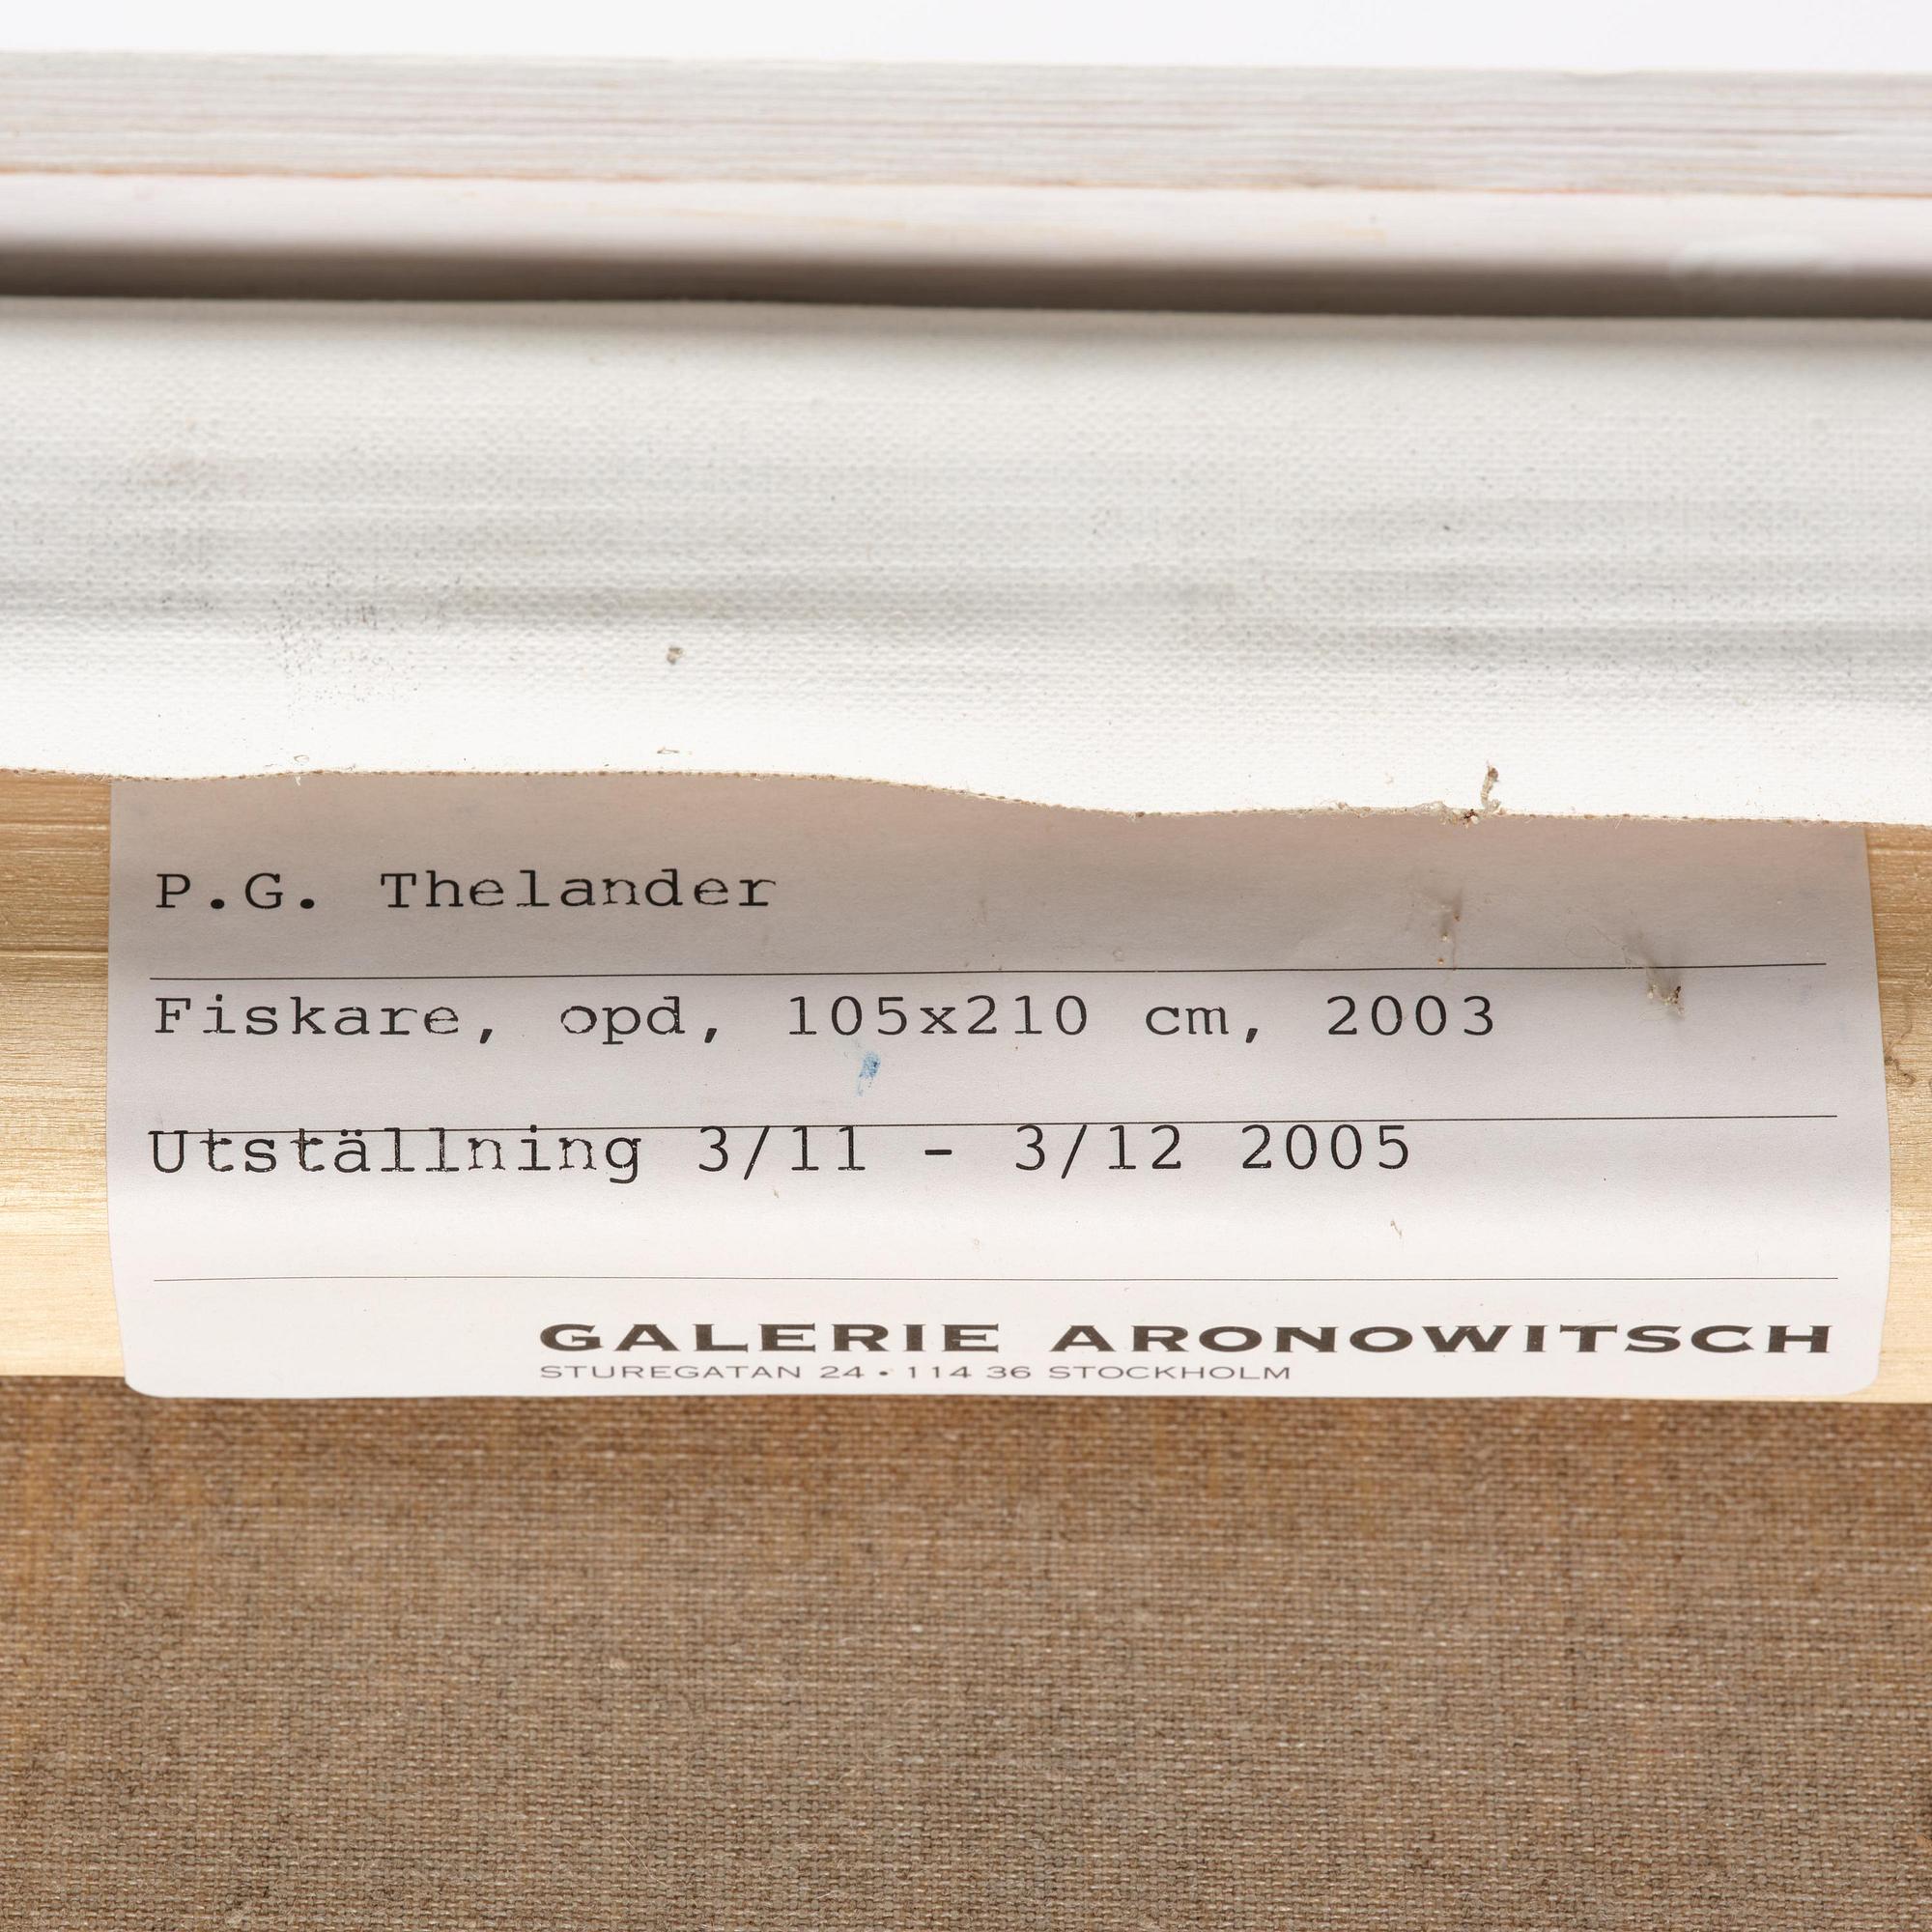 P.G. Thelander
Fiskare, opd, 105x210 cm, 2003
Utställning 3/11 - 3/12 2005
GALERIE ARONOWITSCH
STUREGATAN 24 • 114 36 STOCKHOLM